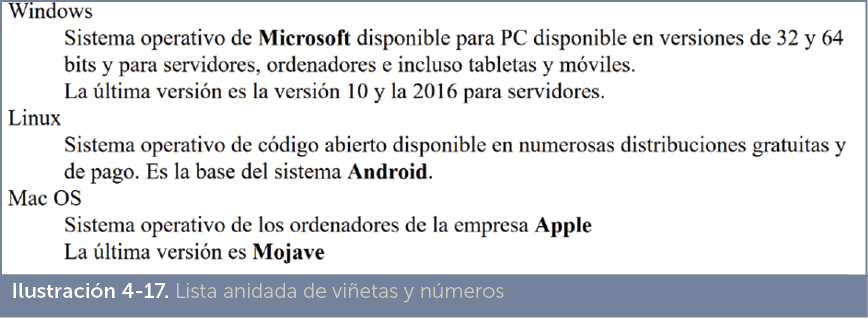 Windows
Sistema operativo de Microsoft disponible para PC disponible en versiones de 32 y 64
bits y para servidores, ordenadores e incluso tabletas y móviles.
La última versión es la versión 10 y la 2016 para servidores.
Linux
Sistema operativo de código abierto disponible en numerosas distribuciones gratuitas y
de pago. Es la base del sistema Android.
Mac OS
Sistema operativo de los ordenadores de la empresa Apple
La última versión es Mojave
Ilustración 4-17. Lista anidada de viñetas y números